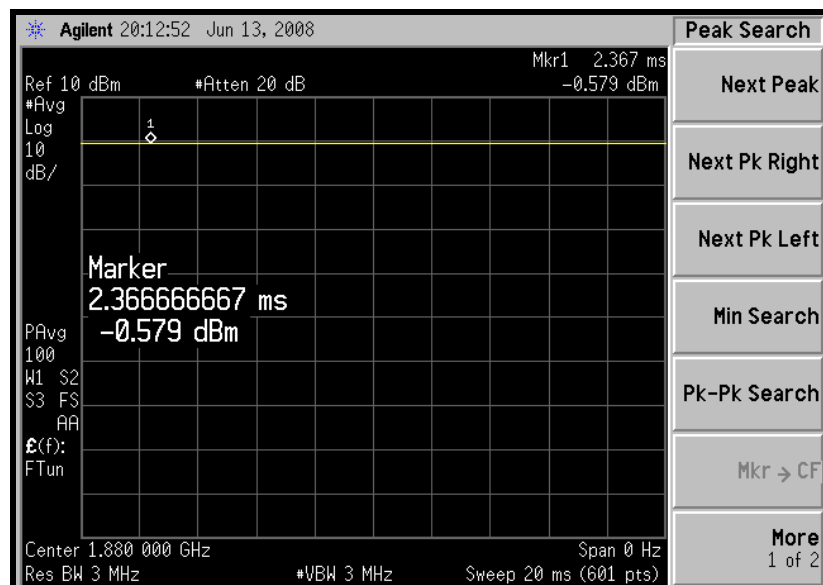 Agilent 20:12:52 Jun 13, 2008
Peak Search
Mkr1 2.367 ms
Ref 10 dBm #Atten 20 dB -0.579 dBm
#Avg
Log
10
dB/
1
Marker
2.366666667 ms
-0.579 dBm
PAvg
100
W1 S2
S3 FS
AA
£(f):
FTun
Center 1.880 000 GHz Span 0 Hz
Res BW 3 MHz #VBW 3 MHz Sweep 20 ms (601 pts)
Next Peak
Next Pk Right
Next Pk Left
Min Search
Pk-Pk Search
Mkr → CF
More
1 of 2